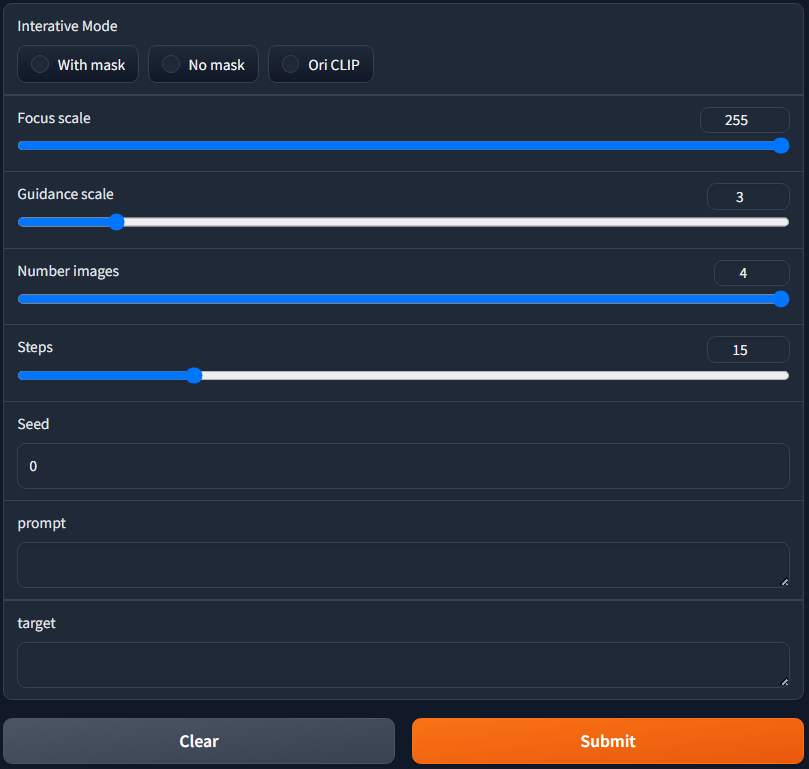 Interative Mode
With mask No mask Ori CLIP
Focus scale 255
Guidance scale 3
Number images 4
Steps 15
Seed
0
prompt
target
Clear Submit